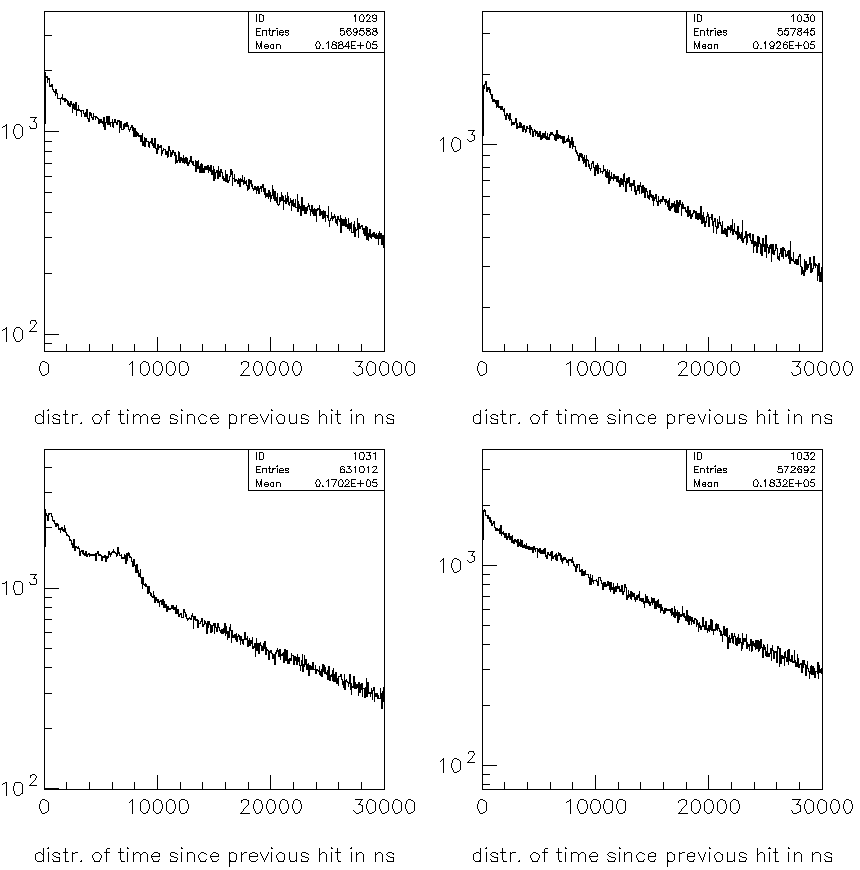 ID 1029
Entries 569588
Mean 0.1884E+05
10^3
10^2
0 10000 20000 30000
distr. of time since previous hit in ns
ID 1030
Entries 557845
Mean 0.1926E+05
10^3
0 10000 20000 30000
distr. of time since previous hit in ns
ID 1031
Entries 631012
Mean 0.1702E+05
10^3
10^2
0 10000 20000 30000
distr. of time since previous hit in ns
ID 1032
Entries 572692
Mean 0.1832E+05
10^3
10^2
0 10000 20000 30000
distr. of time since previous hit in ns